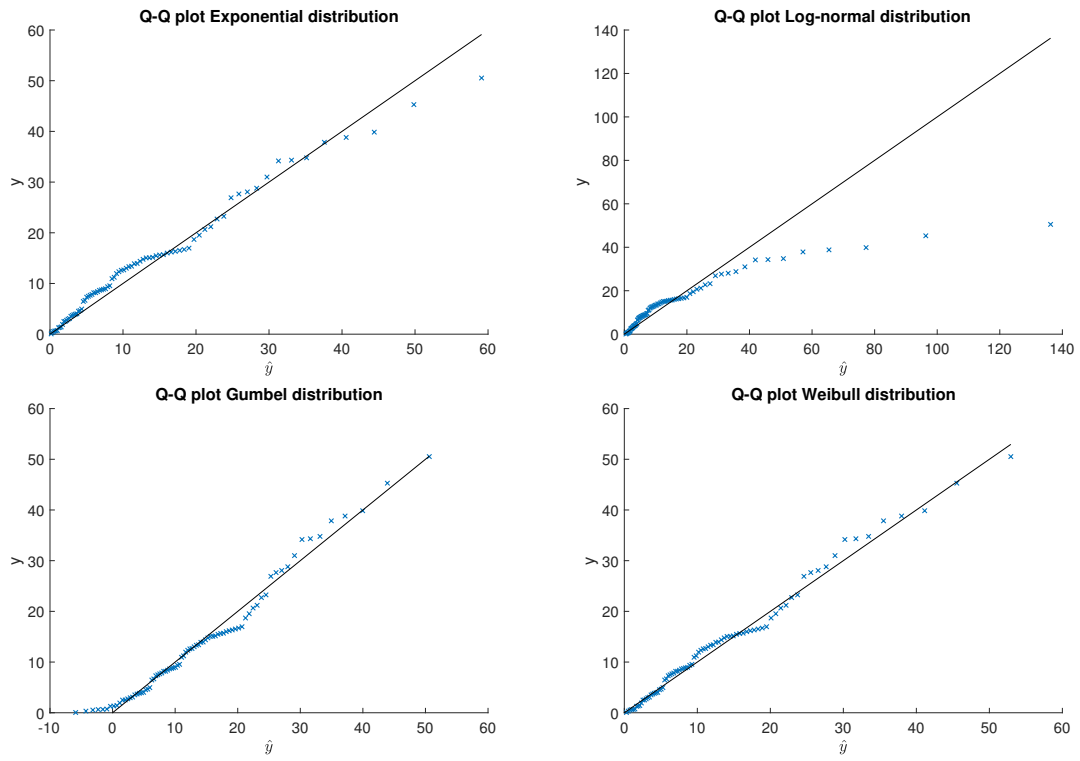 Q-Q plot Exponential distribution
60
50
40
30
20
10
0
y
0 10 20 30 40 50 60
ŷ
Q-Q plot Log-normal distribution
140
120
100
80
60
40
20
0
y
0 20 40 60 80 100 120 140
ŷ
Q-Q plot Gumbel distribution
60
50
40
30
20
10
0
y
-10 0 10 20 30 40 50 60
ŷ
Q-Q plot Weibull distribution
60
50
40
30
20
10
0
y
0 10 20 30 40 50 60
ŷ